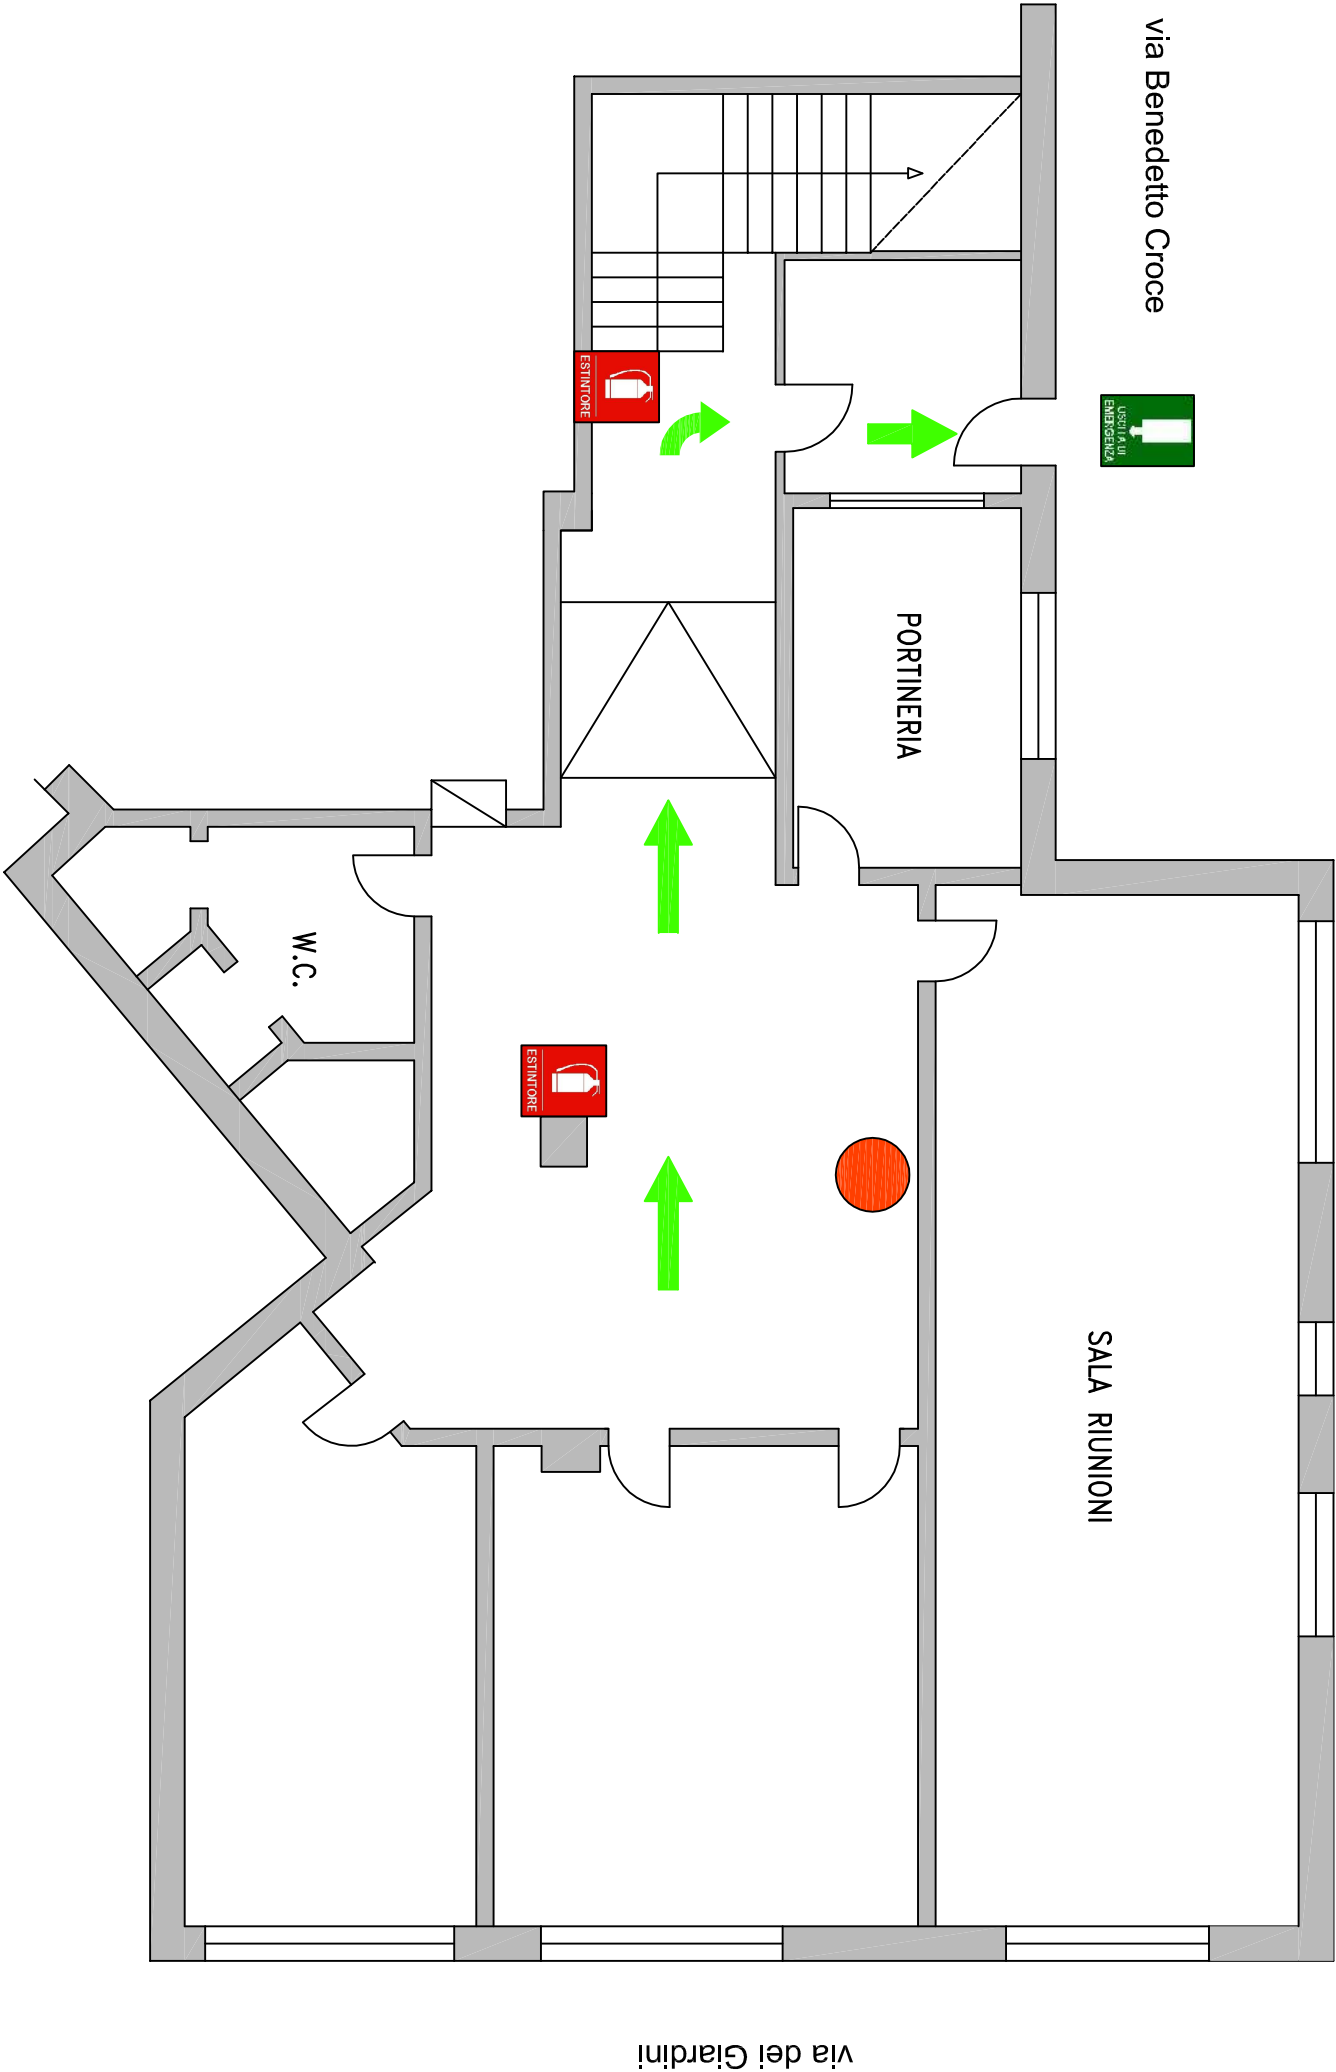 via Benedetto Croce
ESTINTORE
USCITA DI
EMERGENZA
PORTINERIA
W.C.
ESTINTORE
SALA RIUNIONI
via dei Giardini